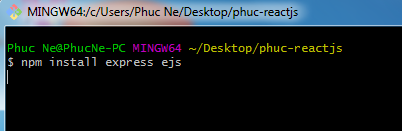 MINGW64:/c/Users/Phuc Ne/Desktop/phuc-reactjs
Phuc Ne@PhucNe-PC MINGW64 ~/Desktop/phuc-reactjs
$ npm install express ejs